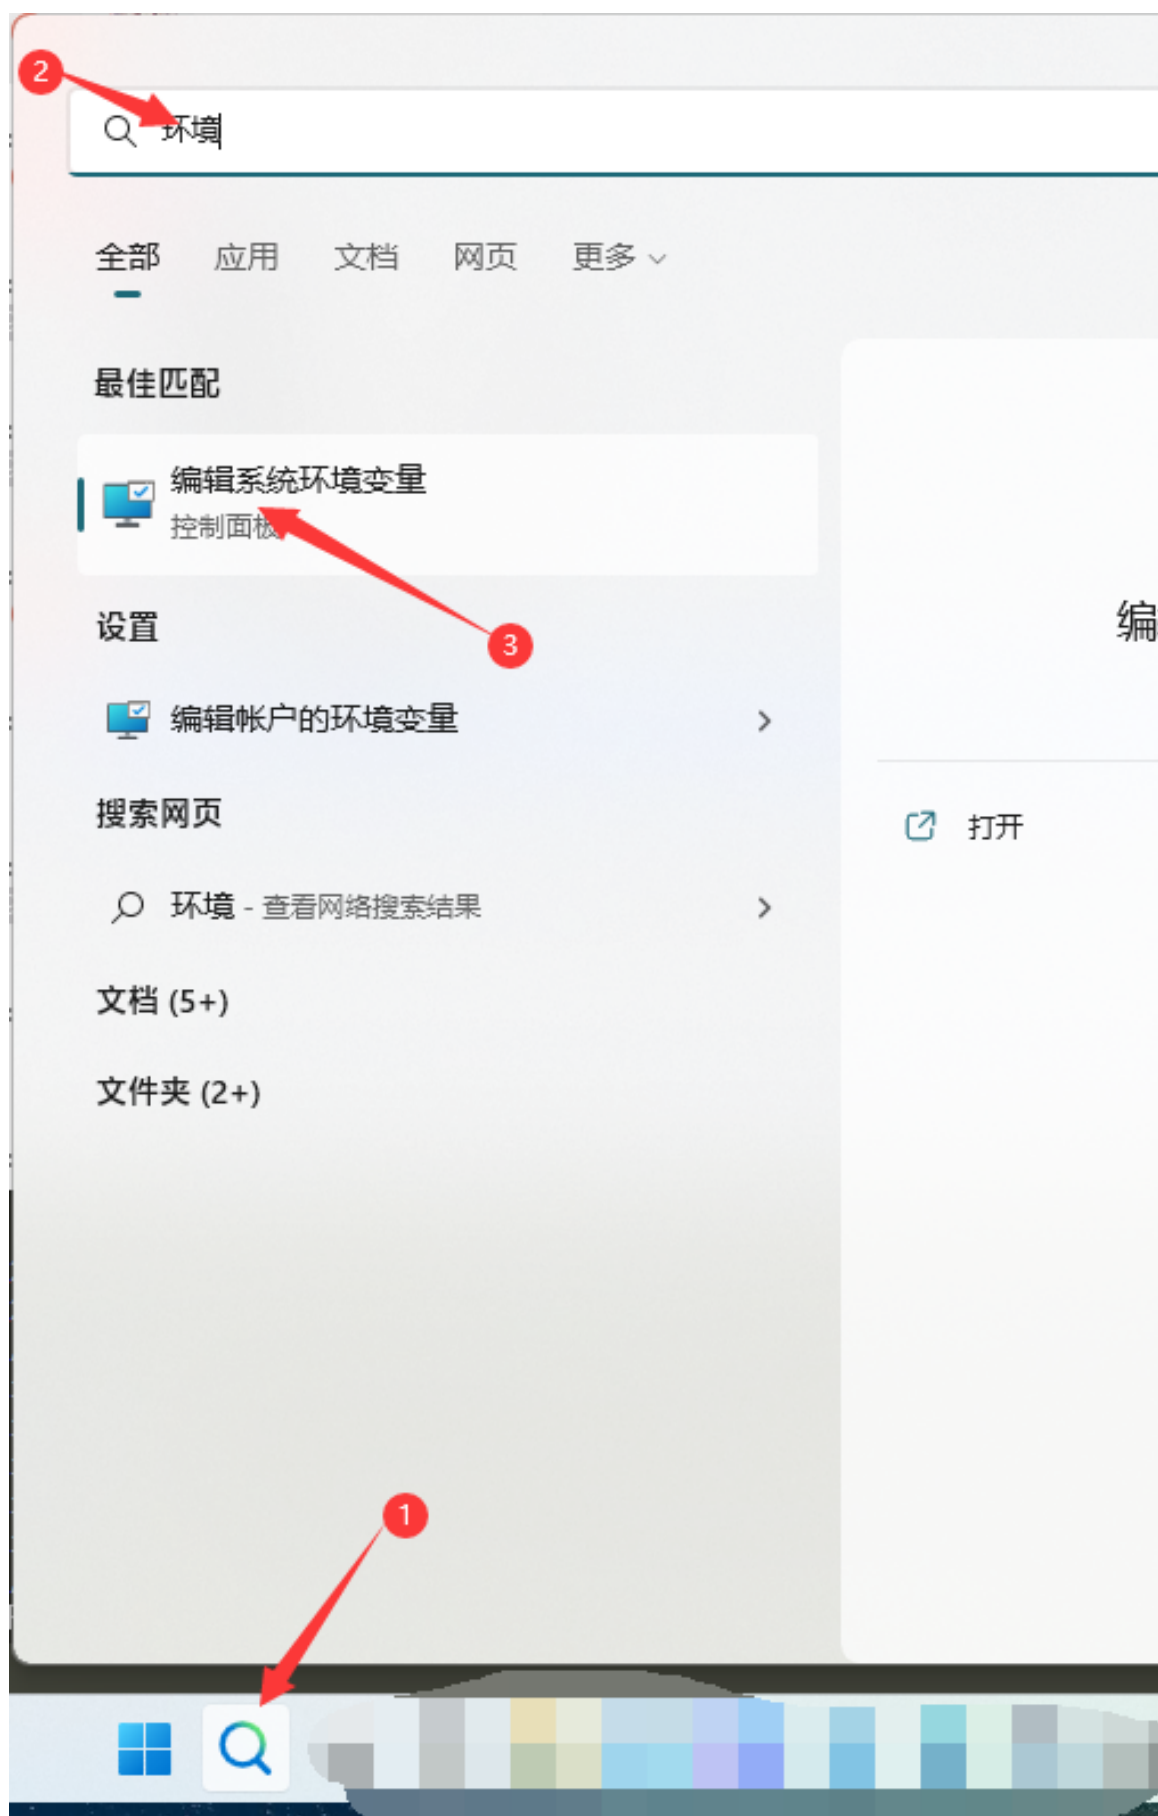 2
环境
全部 应用 文档 网页 更多
最佳匹配
编辑系统环境变量
控制面板
3
设置
编
编辑帐户的环境变量
搜索网页
打开
环境 - 查看网络搜索结果
文档 (5+)
文件夹 (2+)
1